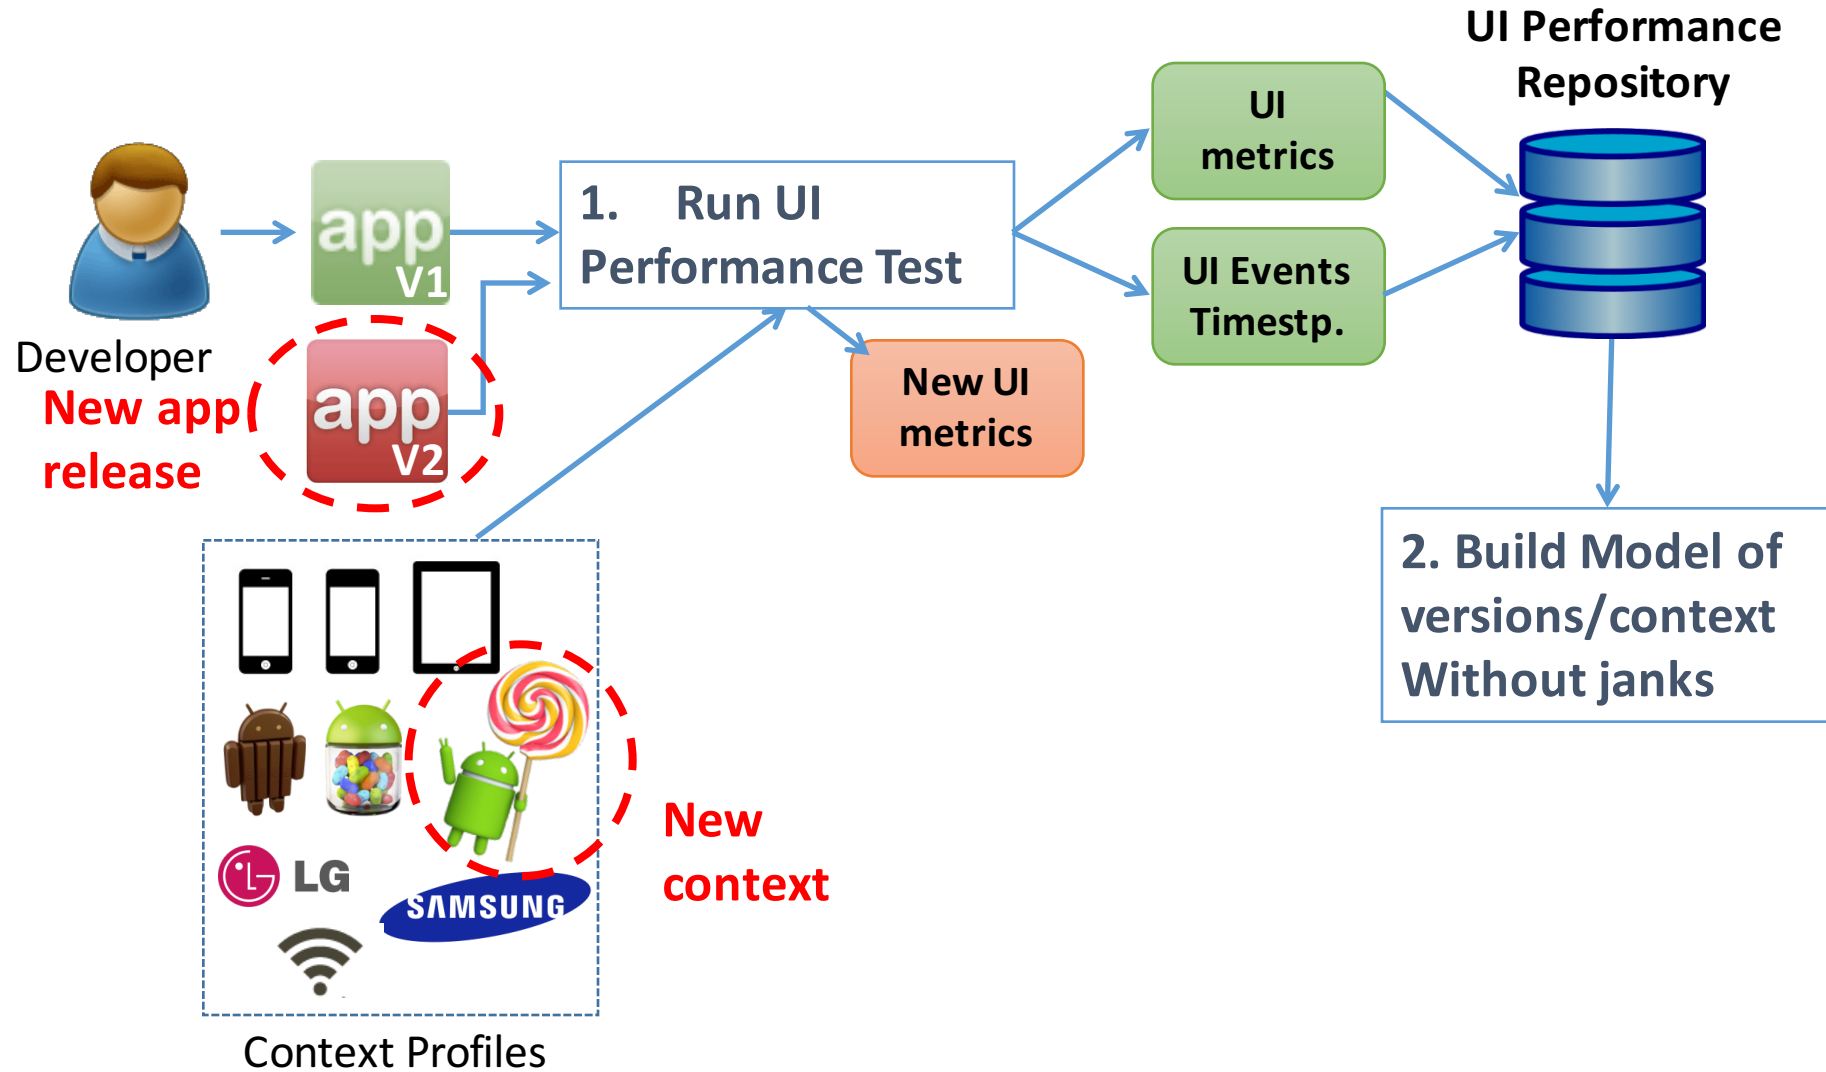 UI Performance
Repository
UI
metrics
app
V1
1. Run UI
Performance Test
UI Events
Timestp.
Developer
New app
release
app
V2
New UI
metrics
2. Build Model of
versions/context
Without janks
New
context
LG
LG
SAMSUNG
Context Profiles